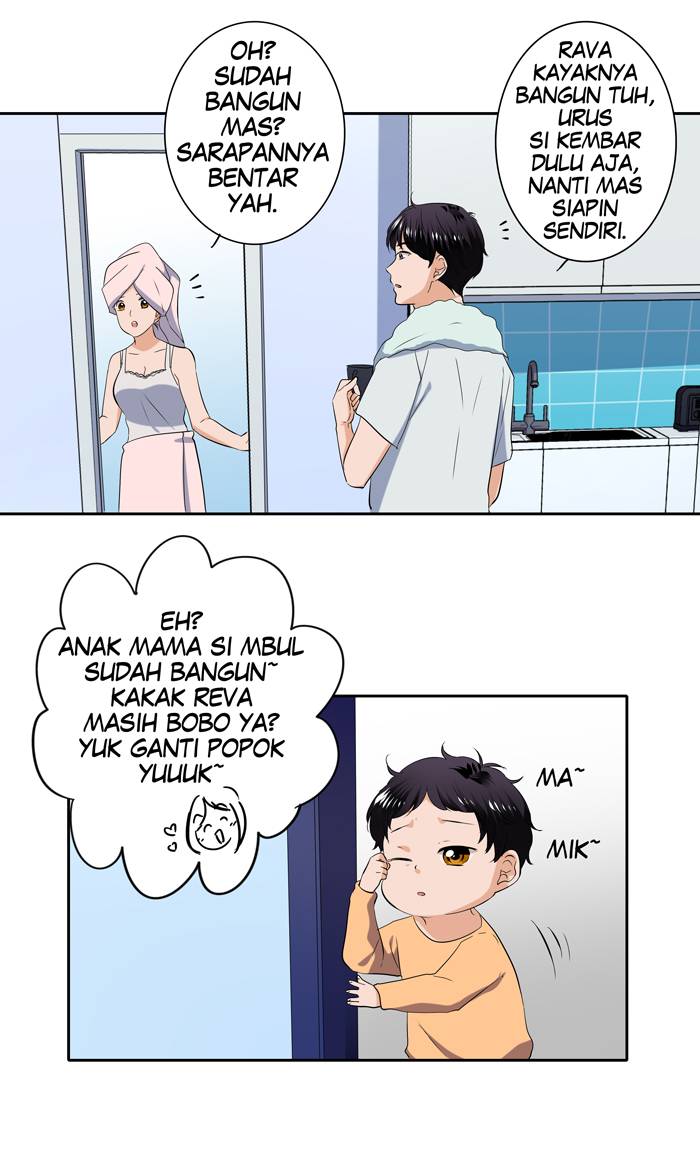 OH?
SUDAH
BANGUN
MAS?
SARAPANNYA
BENTAR
YAH.
RAVA
KAYAKNYA
BANGUN TUH,
URUS
SI KEMBAR
DULU AJA,
NANTI MAS
SIAPIN
SENDIRI.
EH?
ANAK MAMA SI MBUL
SUDAH BANGUN~
KAKAK REVA
MASIH BOBO YA?
YUK GANTI POPOK
YUUUK~
MA~
MIK~